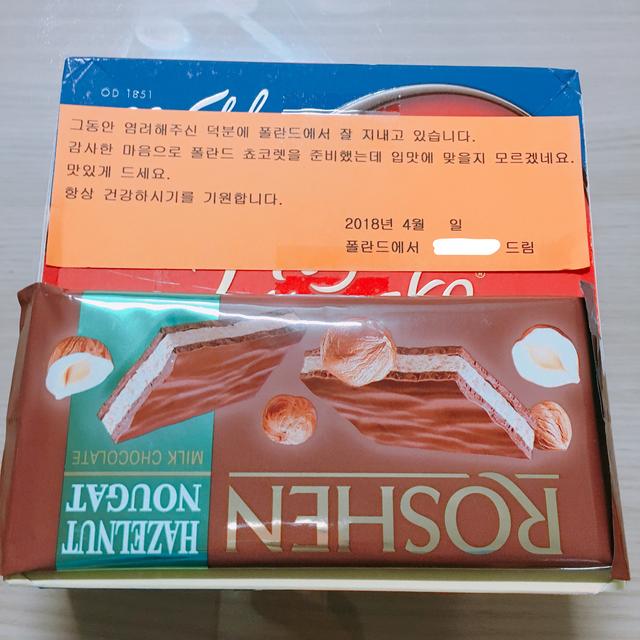 OD 1851
그동안 염려해주신 덕분에 폴란드에서 잘 지내고 있습니다.
감사한 마음으로 폴란드 쵸코렛을 준비했는데 입맛에 맞을지 모르겠네요.
맛있게 드세요.
항상 건강하시기를 기원합니다.
2018년 4월 일
폴란드에서 드림
ROSHEN
HAZELNUT
NOUGAT
MILK CHOCOLATE